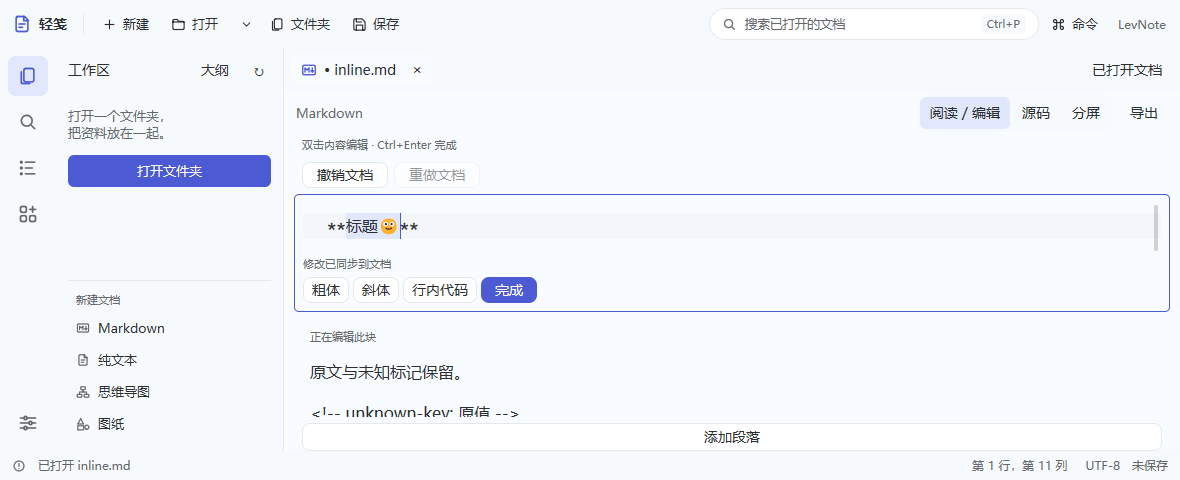 轻笺 新建 打开 文件夹 保存 搜索已打开的文档 Ctrl+P 命令 LevNote
工作区 大纲 ↻
打开一个文件夹，
把资料放在一起。
打开文件夹
新建文档
Markdown
纯文本
思维导图
图纸
• inline.md × 已打开文档
Markdown 阅读 / 编辑 源码 分屏 导出
双击内容编辑 · Ctrl+Enter 完成
撤销文档 重做文档
**标题🙂**
修改已同步到文档
粗体 斜体 行内代码 完成
正在编辑此块
原文与未知标记保留。
<!-- unknown-key: 原值 -->
添加段落
已打开 inline.md 第 1 行，第 11 列 UTF-8 未保存